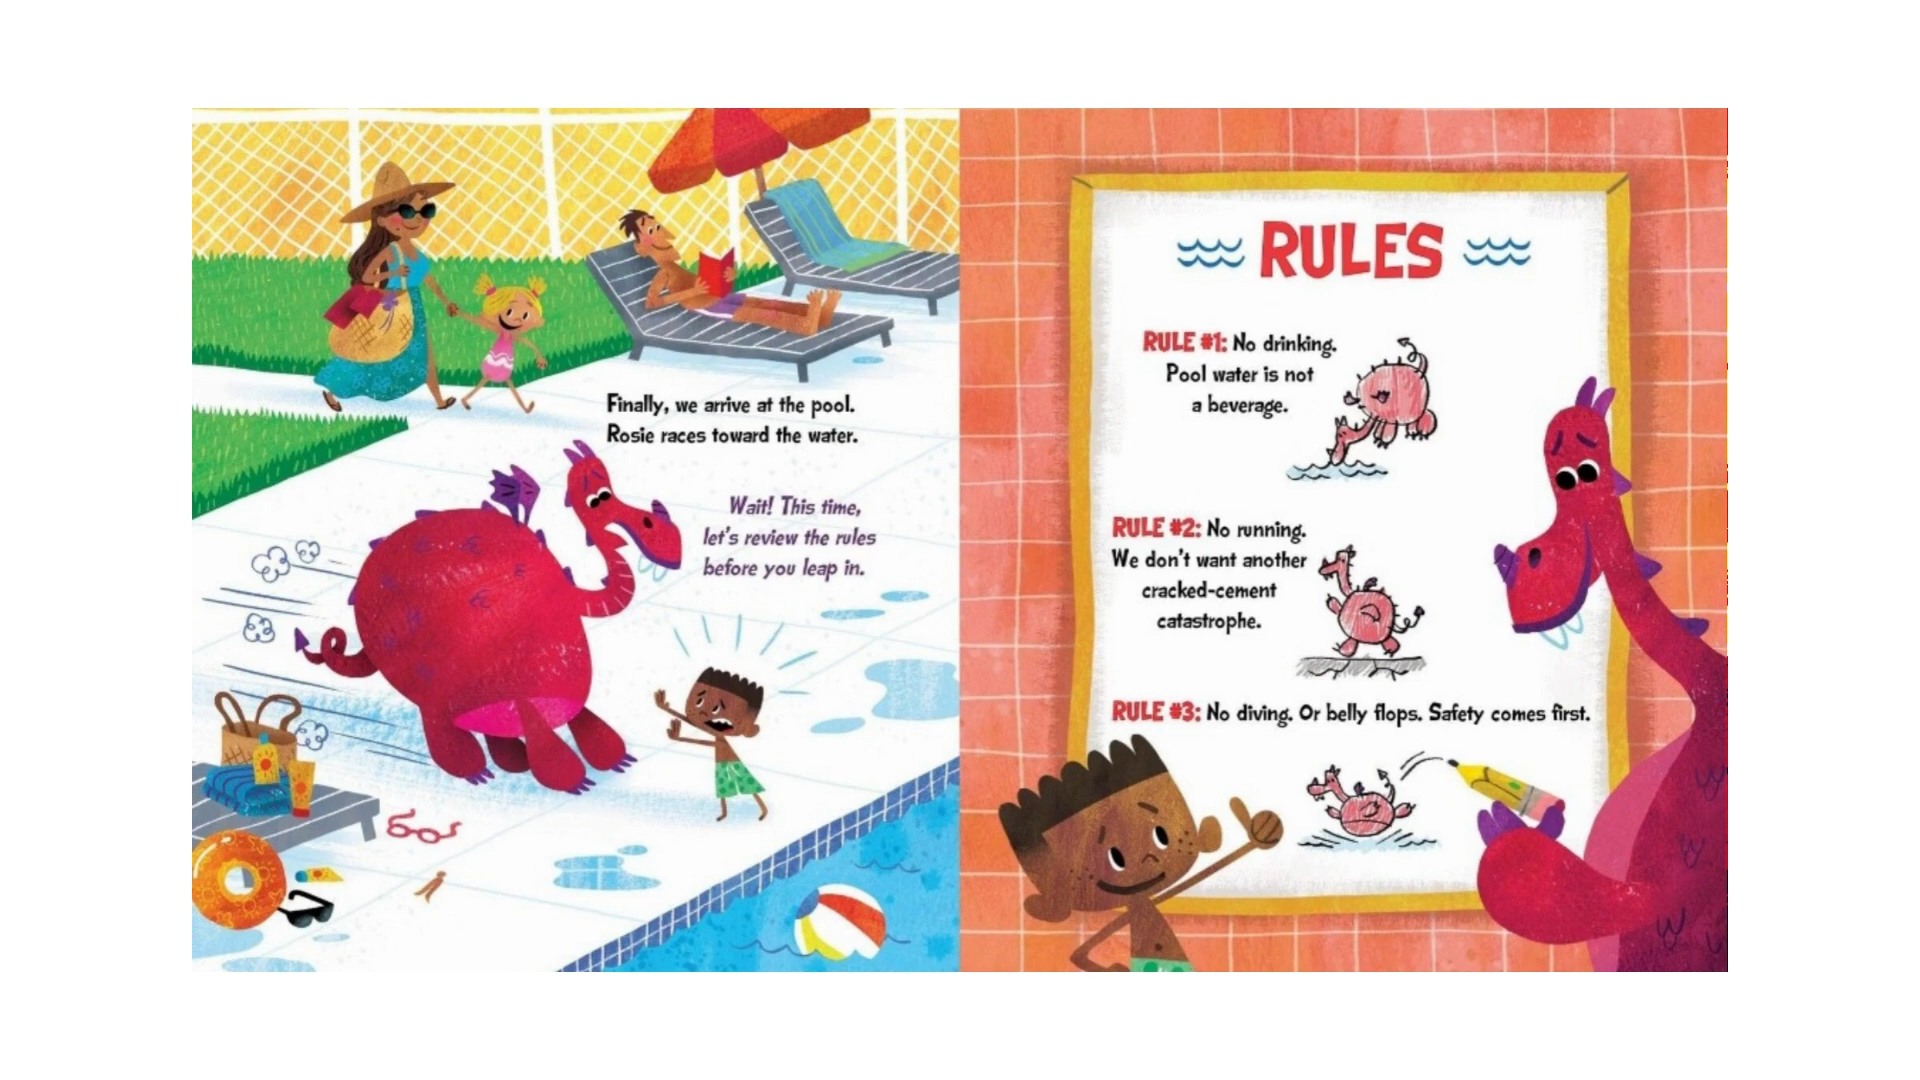 Finally, we arrive at the pool.
Rosie races toward the water.
Wait! This time,
let's review the rules
before you leap in.
RULES
RULE #1: No drinking.
Pool water is not
a beverage.
RULE #2: No running.
We don't want another
cracked-cement
catastrophe.
RULE #3: No diving. Or belly flops. Safety comes first.